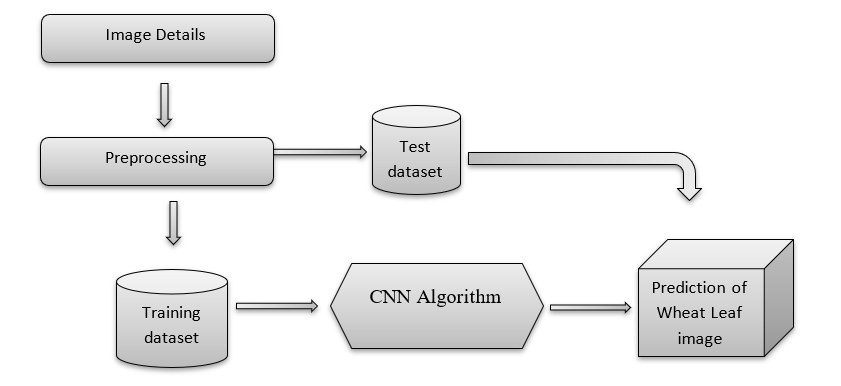 Image Details
Preprocessing
Test
dataset
Training
dataset
CNN Algorithm
Prediction of
Wheat Leaf
image